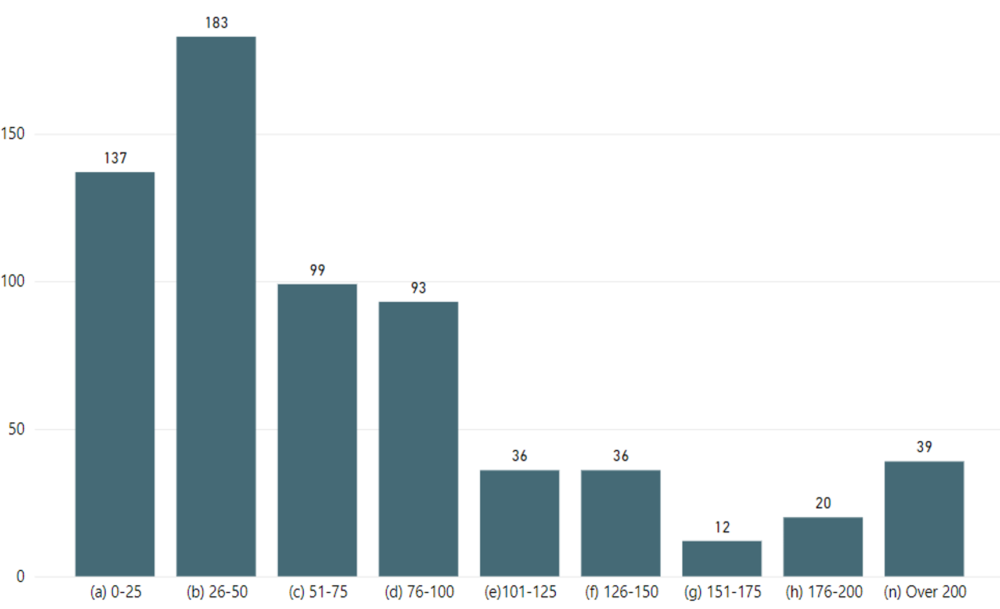 183
150
137
100
99
93
50
36
36
39
20
12
0
(a) 0-25
(b) 26-50
(c) 51-75
(d) 76-100
(e)101-125
(f) 126-150
(g) 151-175
(h) 176-200
(n) Over 200